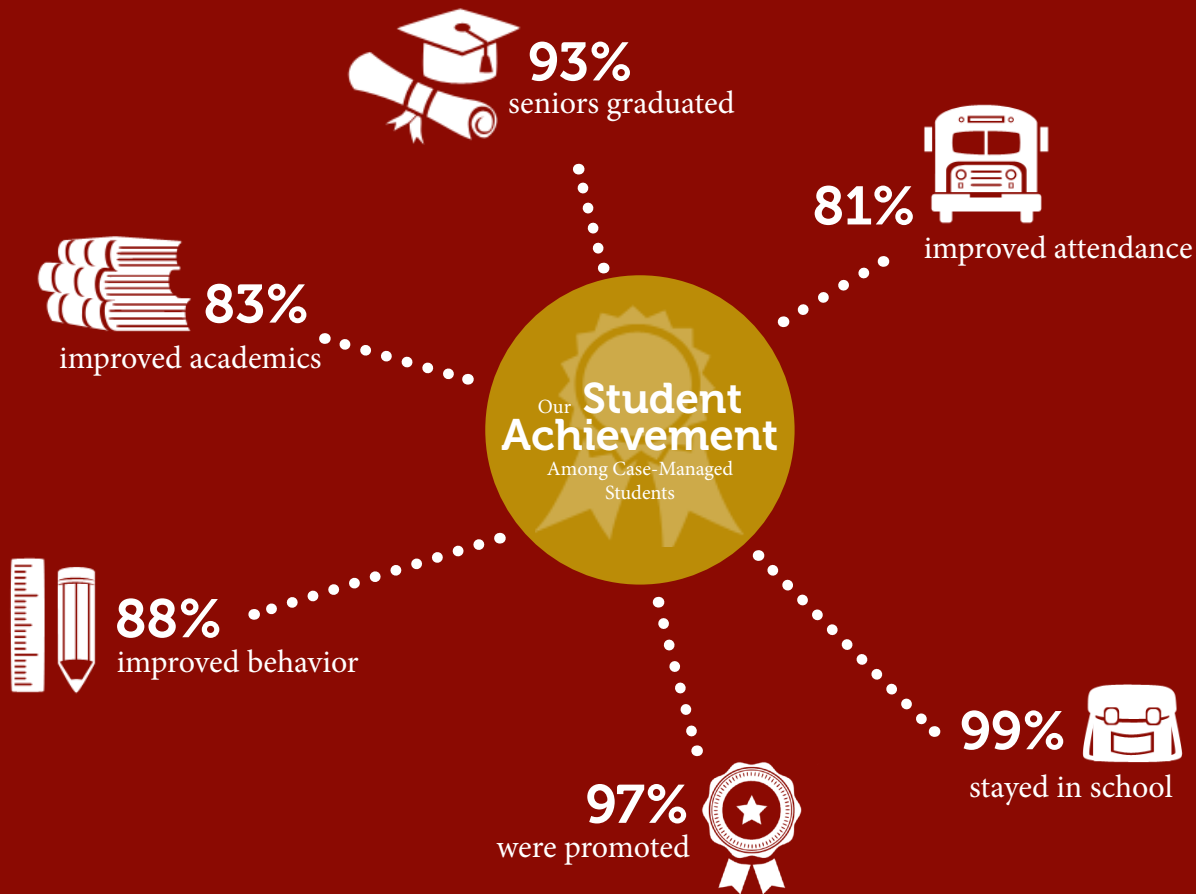 93%
seniors graduated
81%
improved attendance
83%
improved academics
Our Student
Achievement
Among Case-Managed
Students
88%
improved behavior
99%
stayed in school
97%
were promoted